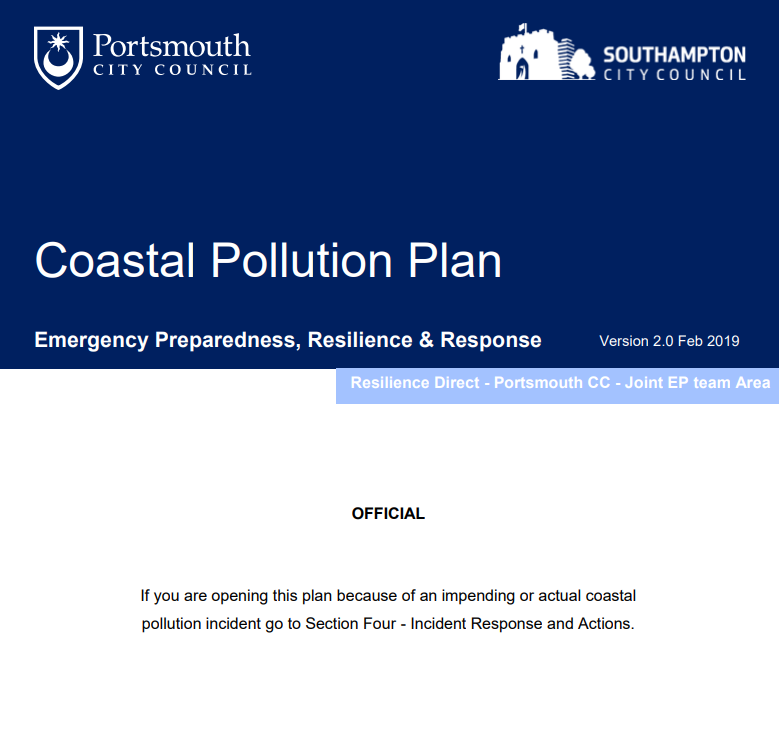 Portsmouth
CITY COUNCIL
SOUTHAMPTON
CITY COUNCIL
Coastal Pollution Plan
Emergency Preparedness, Resilience & Response
Version 2.0 Feb 2019
Resilience Direct - Portsmouth CC - Joint EP team Area
OFFICIAL
If you are opening this plan because of an impending or actual coastal
pollution incident go to Section Four - Incident Response and Actions.